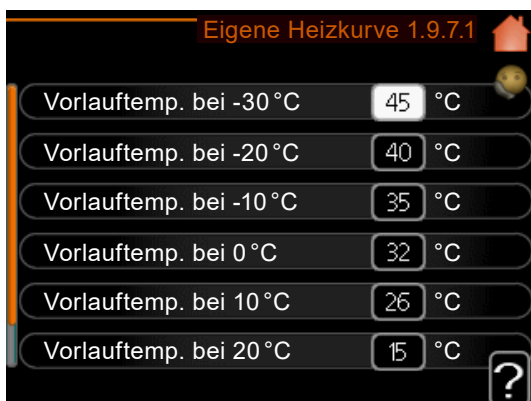 Eigene Heizkurve 1.9.7.1
Vorlauftemp. bei -30°C 45 °C
Vorlauftemp. bei -20°C 40 °C
Vorlauftemp. bei -10°C 35 °C
Vorlauftemp. bei 0°C 32 °C
Vorlauftemp. bei 10°C 26 °C
Vorlauftemp. bei 20°C 15 °C
?